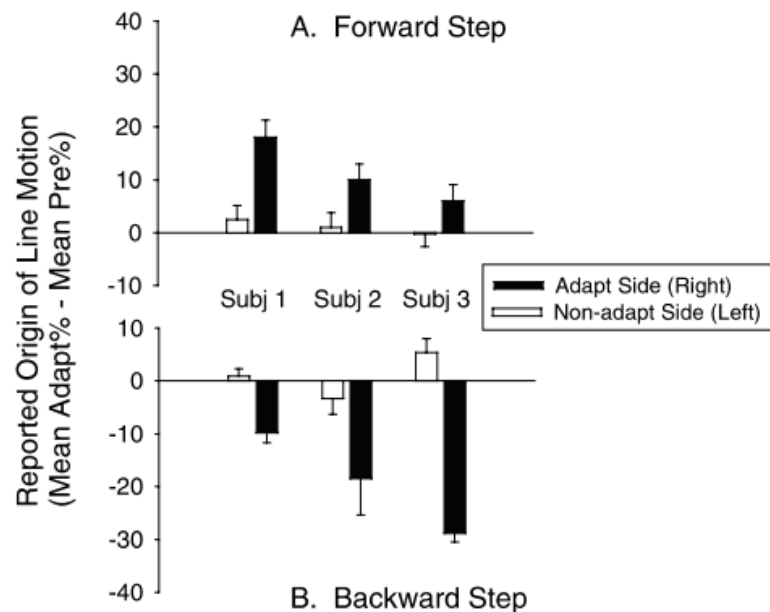 A. Forward Step
Reported Origin of Line Motion
(Mean Adapt% - Mean Pre%)
40
30
20
10
0
-10
Subj 1 Subj 2 Subj 3
Adapt Side (Right)
Non-adapt Side (Left)
10
0
-10
-20
-30
-40
B. Backward Step